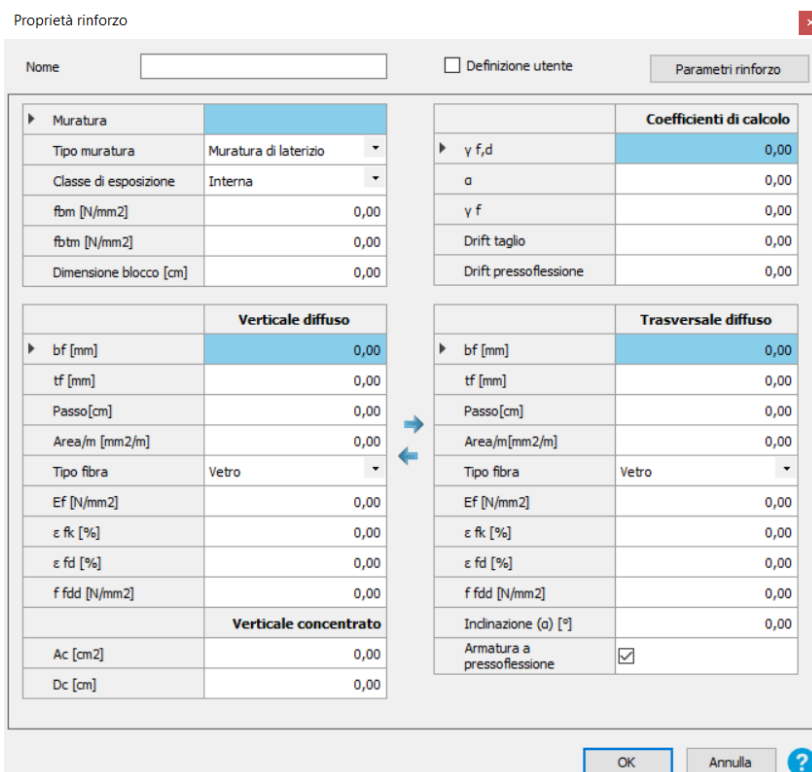 Proprietà rinforzo
×
Nome
Definizione utente
Parametri rinforzo
Muratura
Tipo muratura Muratura di laterizio
Classe di esposizione Interna
fbm [N/mm2] 0,00
fbtm [N/mm2] 0,00
Dimensione blocco [cm] 0,00
Coefficienti di calcolo
γ f,d 0,00
α 0,00
γ f 0,00
Drift taglio 0,00
Drift pressoflessione 0,00
Verticale diffuso
bf [mm] 0,00
tf [mm] 0,00
Passo[cm] 0,00
Area/m [mm2/m] 0,00
Tipo fibra Vetro
Ef [N/mm2] 0,00
ε fk [%] 0,00
ε fd [%] 0,00
f fdd [N/mm2] 0,00
Verticale concentrato
Ac [cm2] 0,00
Dc [cm] 0,00
Trasversale diffuso
bf [mm] 0,00
tf [mm] 0,00
Passo[cm] 0,00
Area/m[mm2/m] 0,00
Tipo fibra Vetro
Ef [N/mm2] 0,00
ε fk [%] 0,00
ε fd [%] 0,00
f fdd [N/mm2] 0,00
Inclinazione (α) [°] 0,00
Armatura a
pressoflessione
OK
Annulla
?